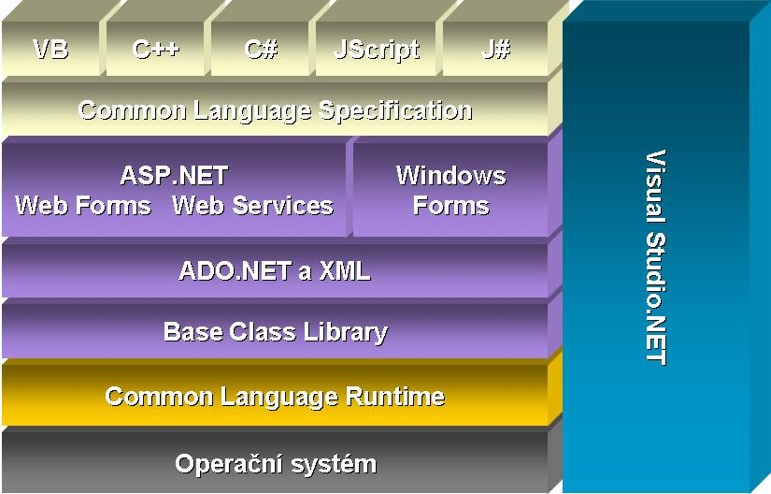 VB C++ C# JScript J#
Common Language Specification
ASP.NET
Web Forms Web Services
Windows
Forms
ADO.NET a XML
Base Class Library
Common Language Runtime
Operační systém
Visual Studio.NET